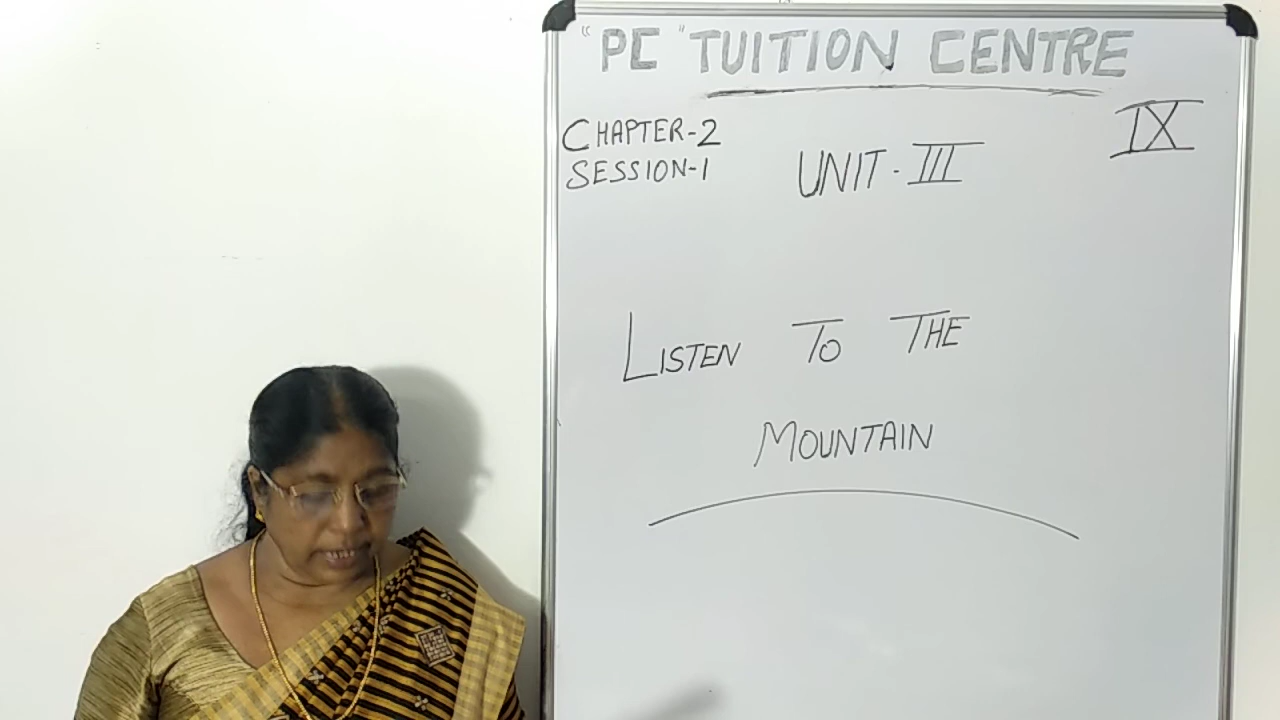 "PC" TUITION CENTRE
CHAPTER-2
SESSION-1
UNIT-III
IX
LISTEN TO THE
MOUNTAIN